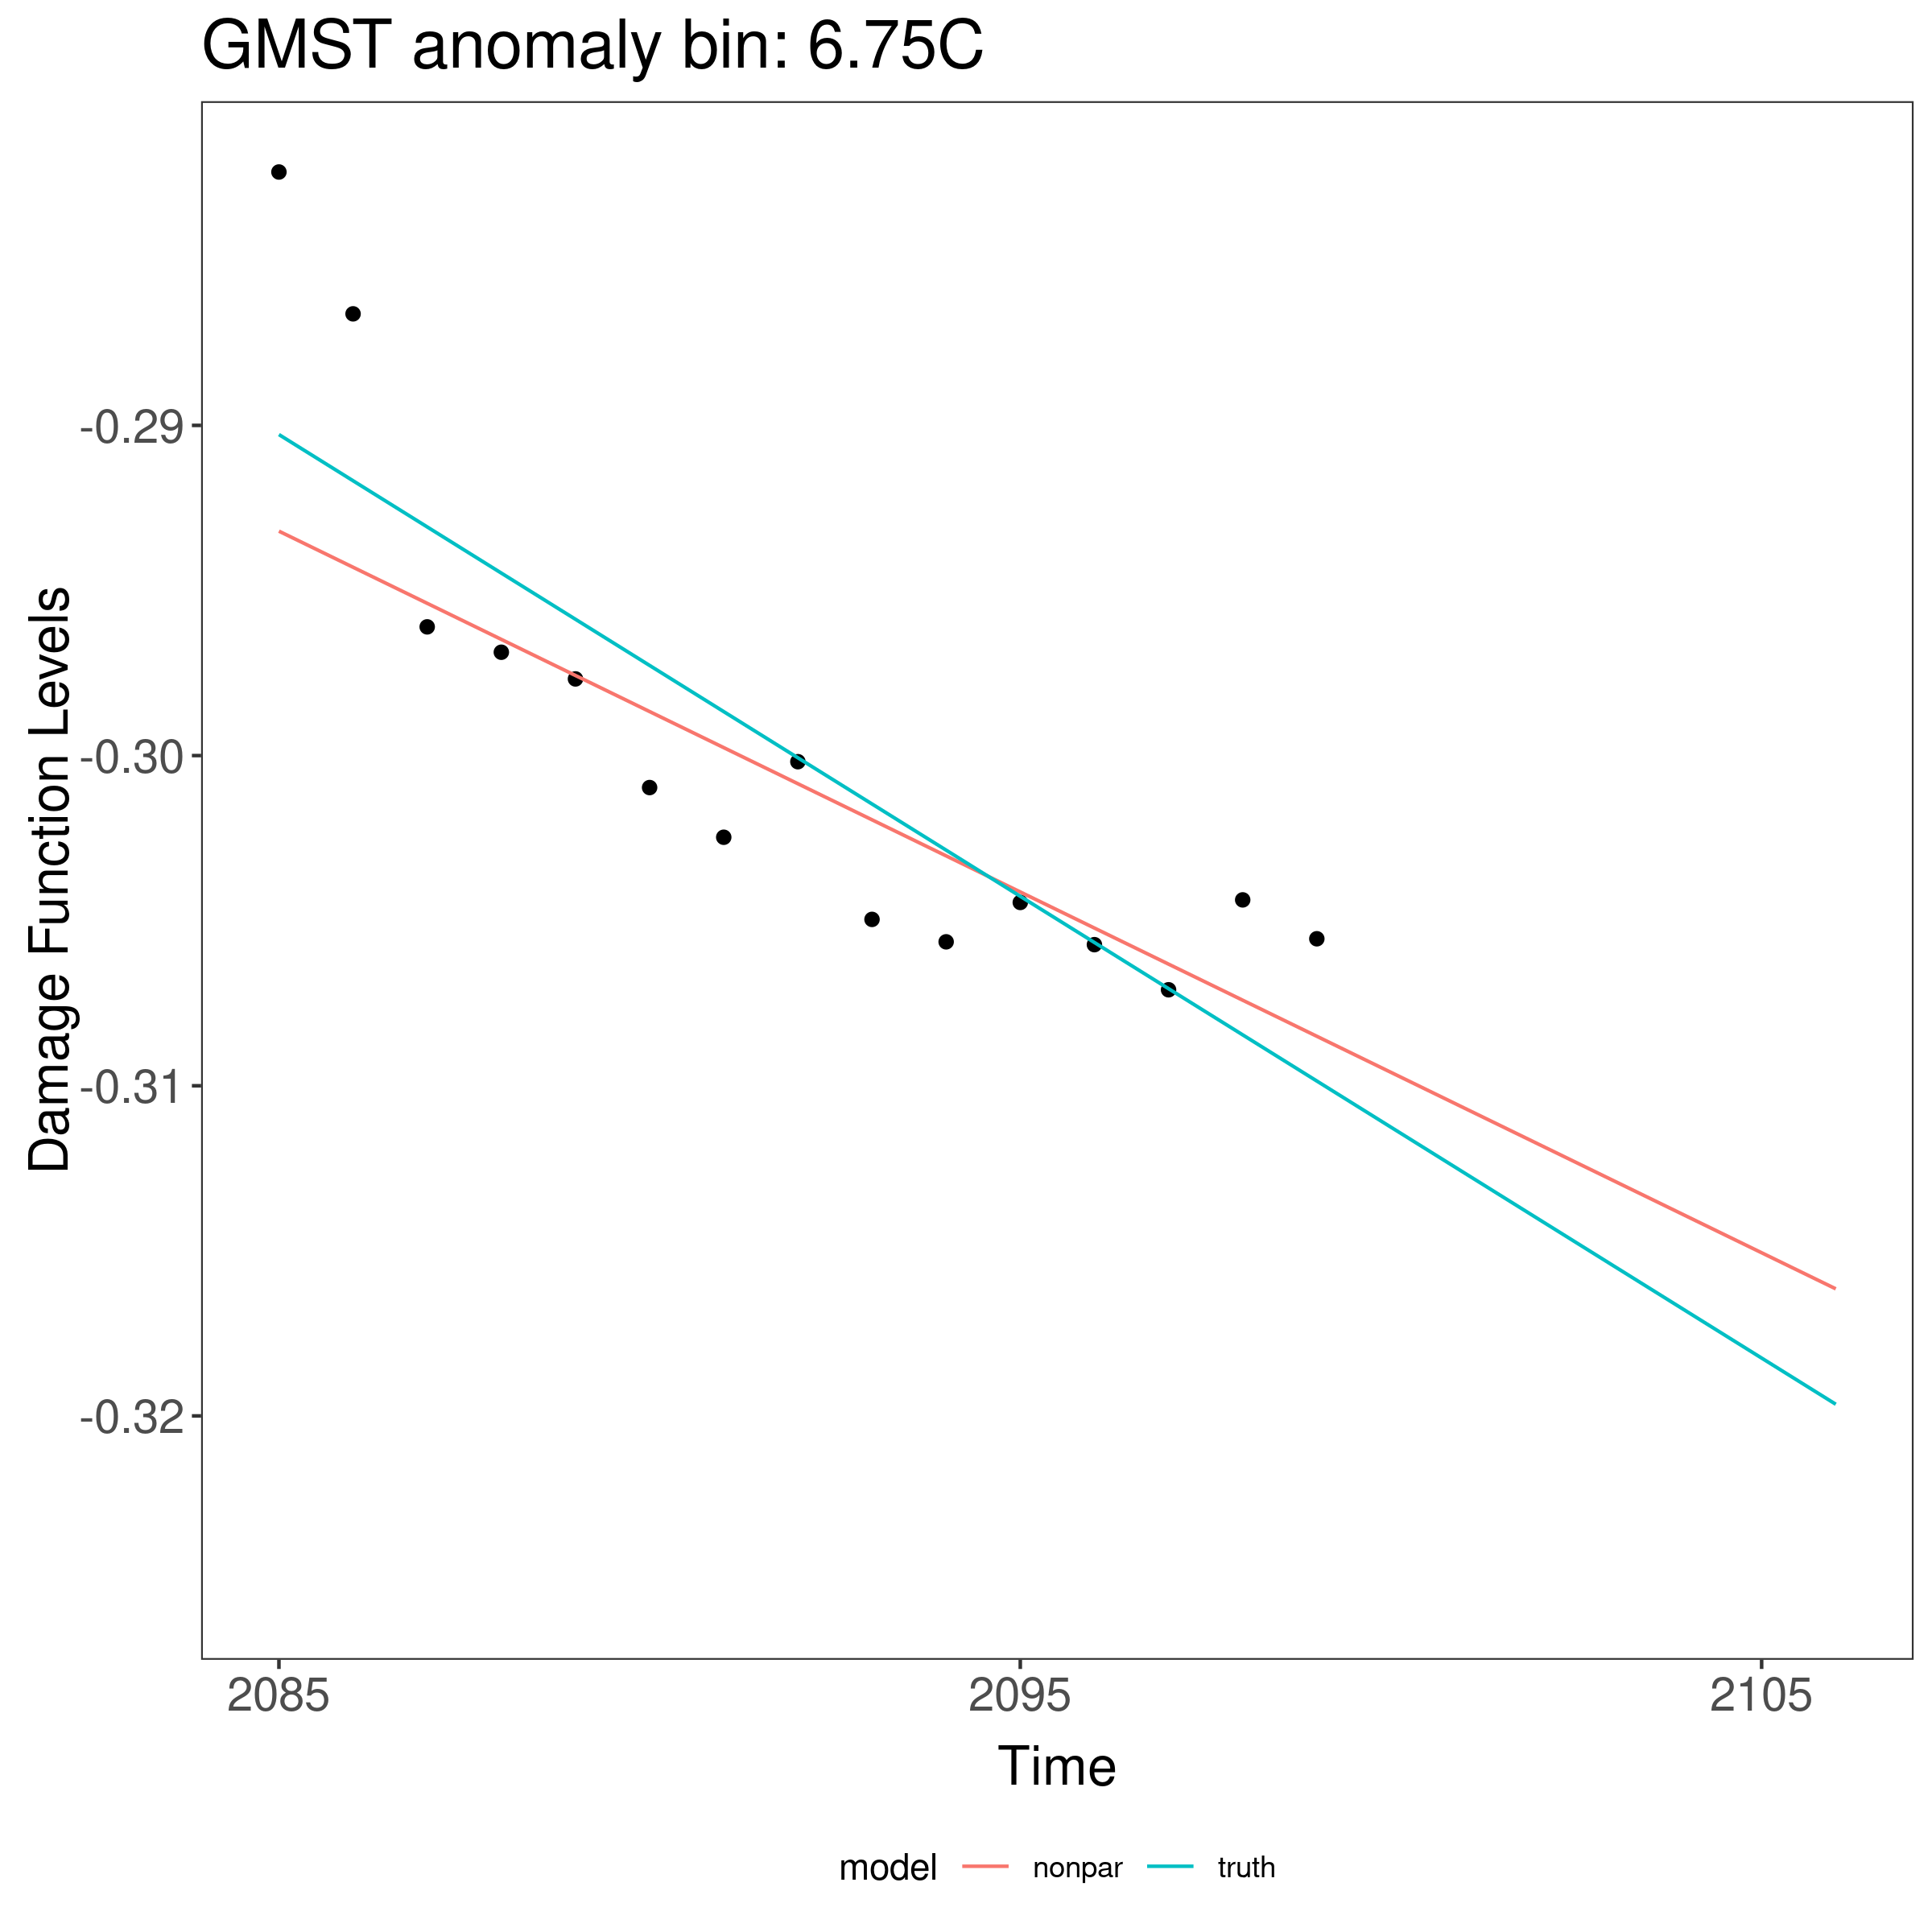 GMST anomaly bin: 6.75C
Damage Function Levels
-0.29
-0.30
-0.31
-0.32
2085 2095 2105
Time
model nonpar truth